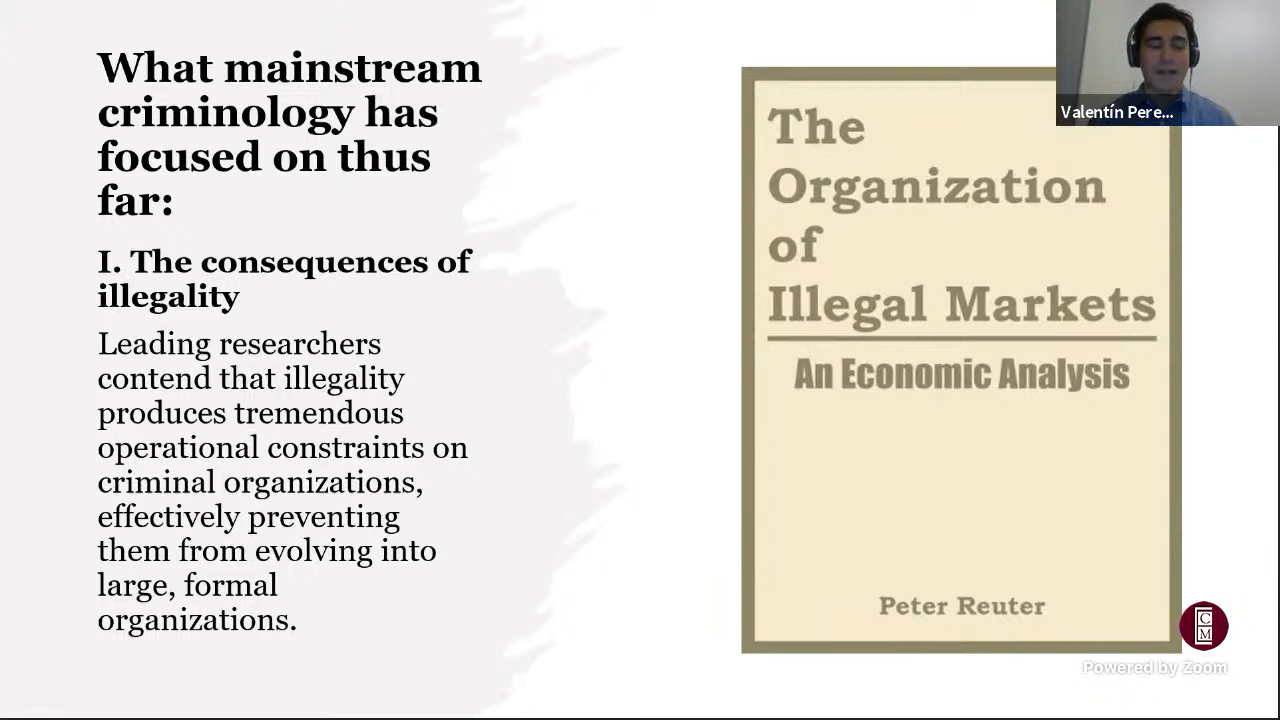 What mainstream
criminology has
focused on thus
far:
I. The consequences of
illegality
Leading researchers
contend that illegality
produces tremendous
operational constraints on
criminal organizations,
effectively preventing
them from evolving into
large, formal
organizations.
The
Organization
of
Illegal Markets
An Economic Analysis
Peter Reuter
Valentín Pere...
C
M
Powered by Zoom